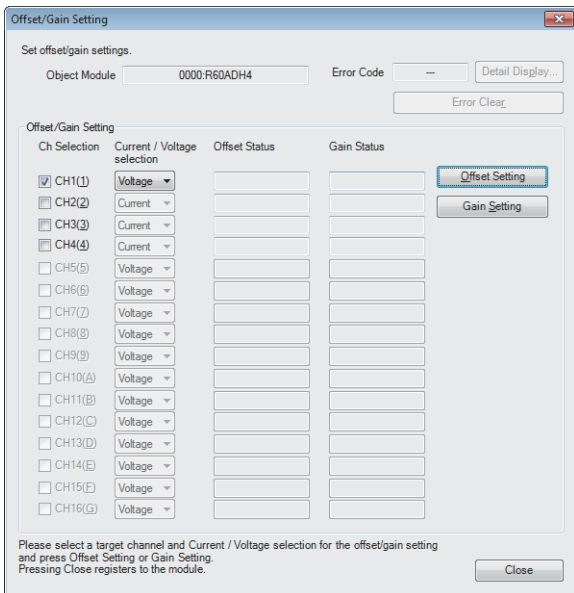 Offset/Gain Setting
Set offset/gain settings.
Object Module 0000:R60ADH4 Error Code --- Detail Display...
Error Clear
Offset/Gain Setting
Ch Selection Current / Voltage selection Offset Status Gain Status
CH1(1) Voltage Offset Setting
CH2(2) Current Gain Setting
CH3(3) Current
CH4(4) Current
CH5(5) Voltage
CH6(6) Voltage
CH7(7) Voltage
CH8(8) Voltage
CH9(9) Voltage
CH10(A) Voltage
CH11(B) Voltage
CH12(C) Voltage
CH13(D) Voltage
CH14(E) Voltage
CH15(F) Voltage
CH16(G) Voltage
Please select a target channel and Current / Voltage selection for the offset/gain setting
and press Offset Setting or Gain Setting.
Pressing Close registers to the module.
Close